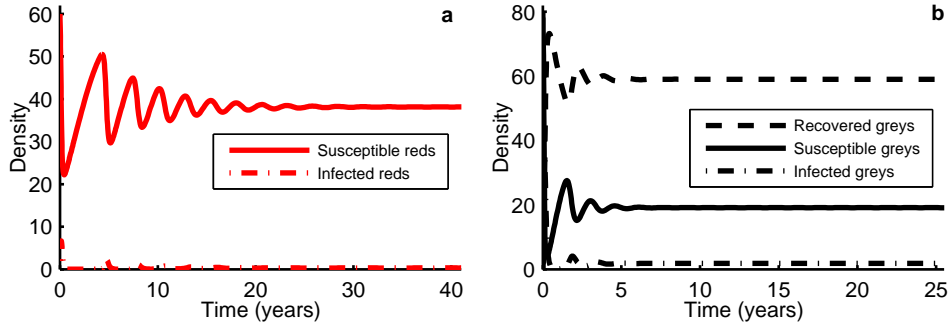 a
60
50
40
30
20
10
0
Density
Susceptible reds
Infected reds
0 10 20 30 40
Time (years)
b
80
60
40
20
0
Density
Recovered greys
Susceptible greys
Infected greys
0 5 10 15 20 25
Time (years)